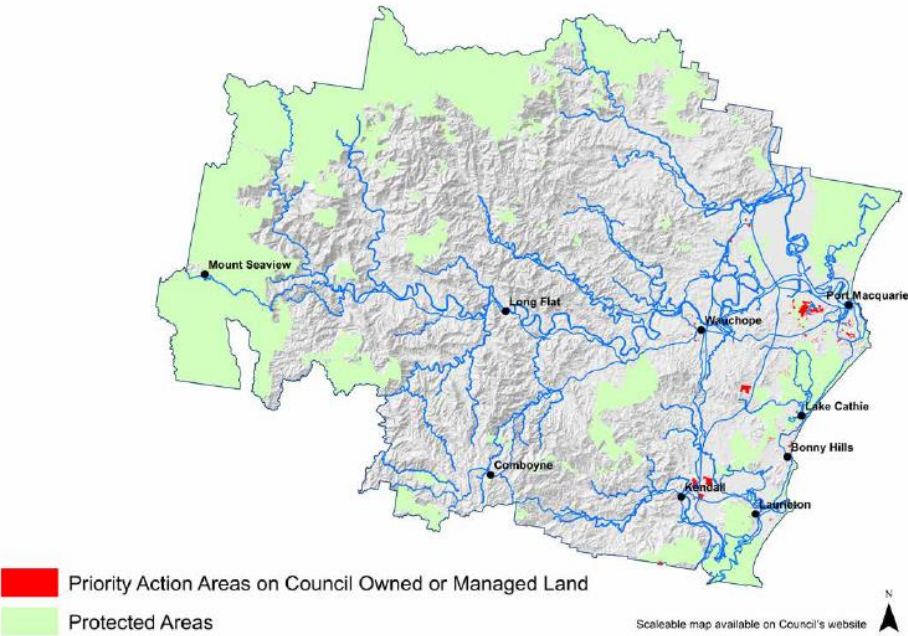 Mount Seaview
Long Flat
Port Macquarie
Wauchope
Lake Cathie
Bonny Hills
Comboyne
Kendall
Laurieton
Priority Action Areas on Council Owned or Managed Land
Protected Areas
N
Scaleable map available on Council's website